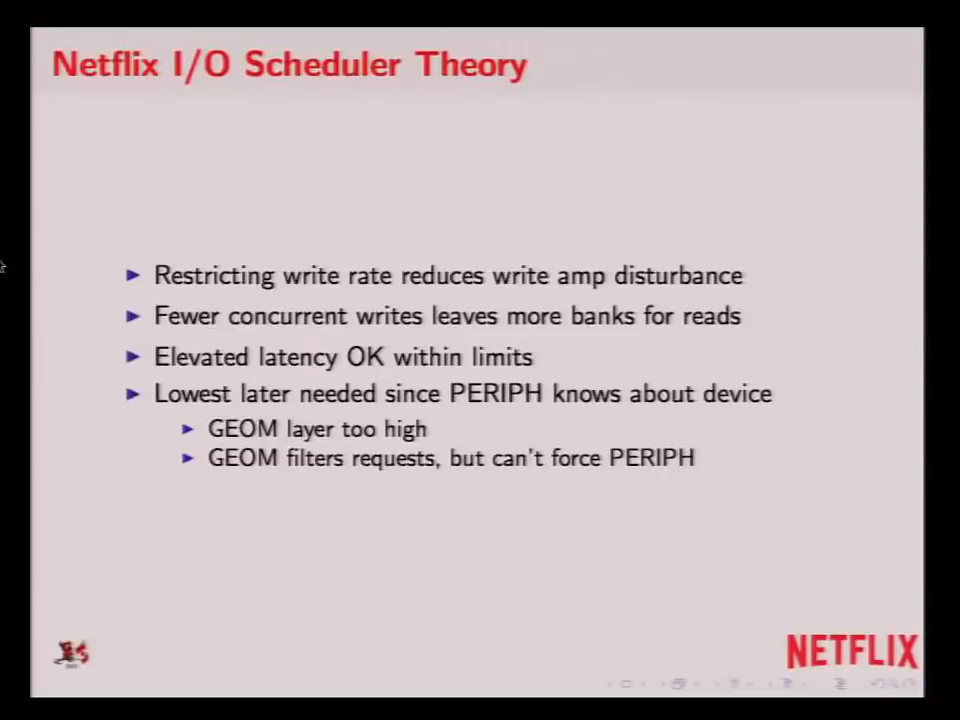 Netflix I/O Scheduler Theory
Restricting write rate reduces write amp disturbance
Fewer concurrent writes leaves more banks for reads
Elevated latency OK within limits
Lowest later needed since PERIPH knows about device
GEOM layer too high
GEOM filters requests, but can't force PERIPH
NETFLIX